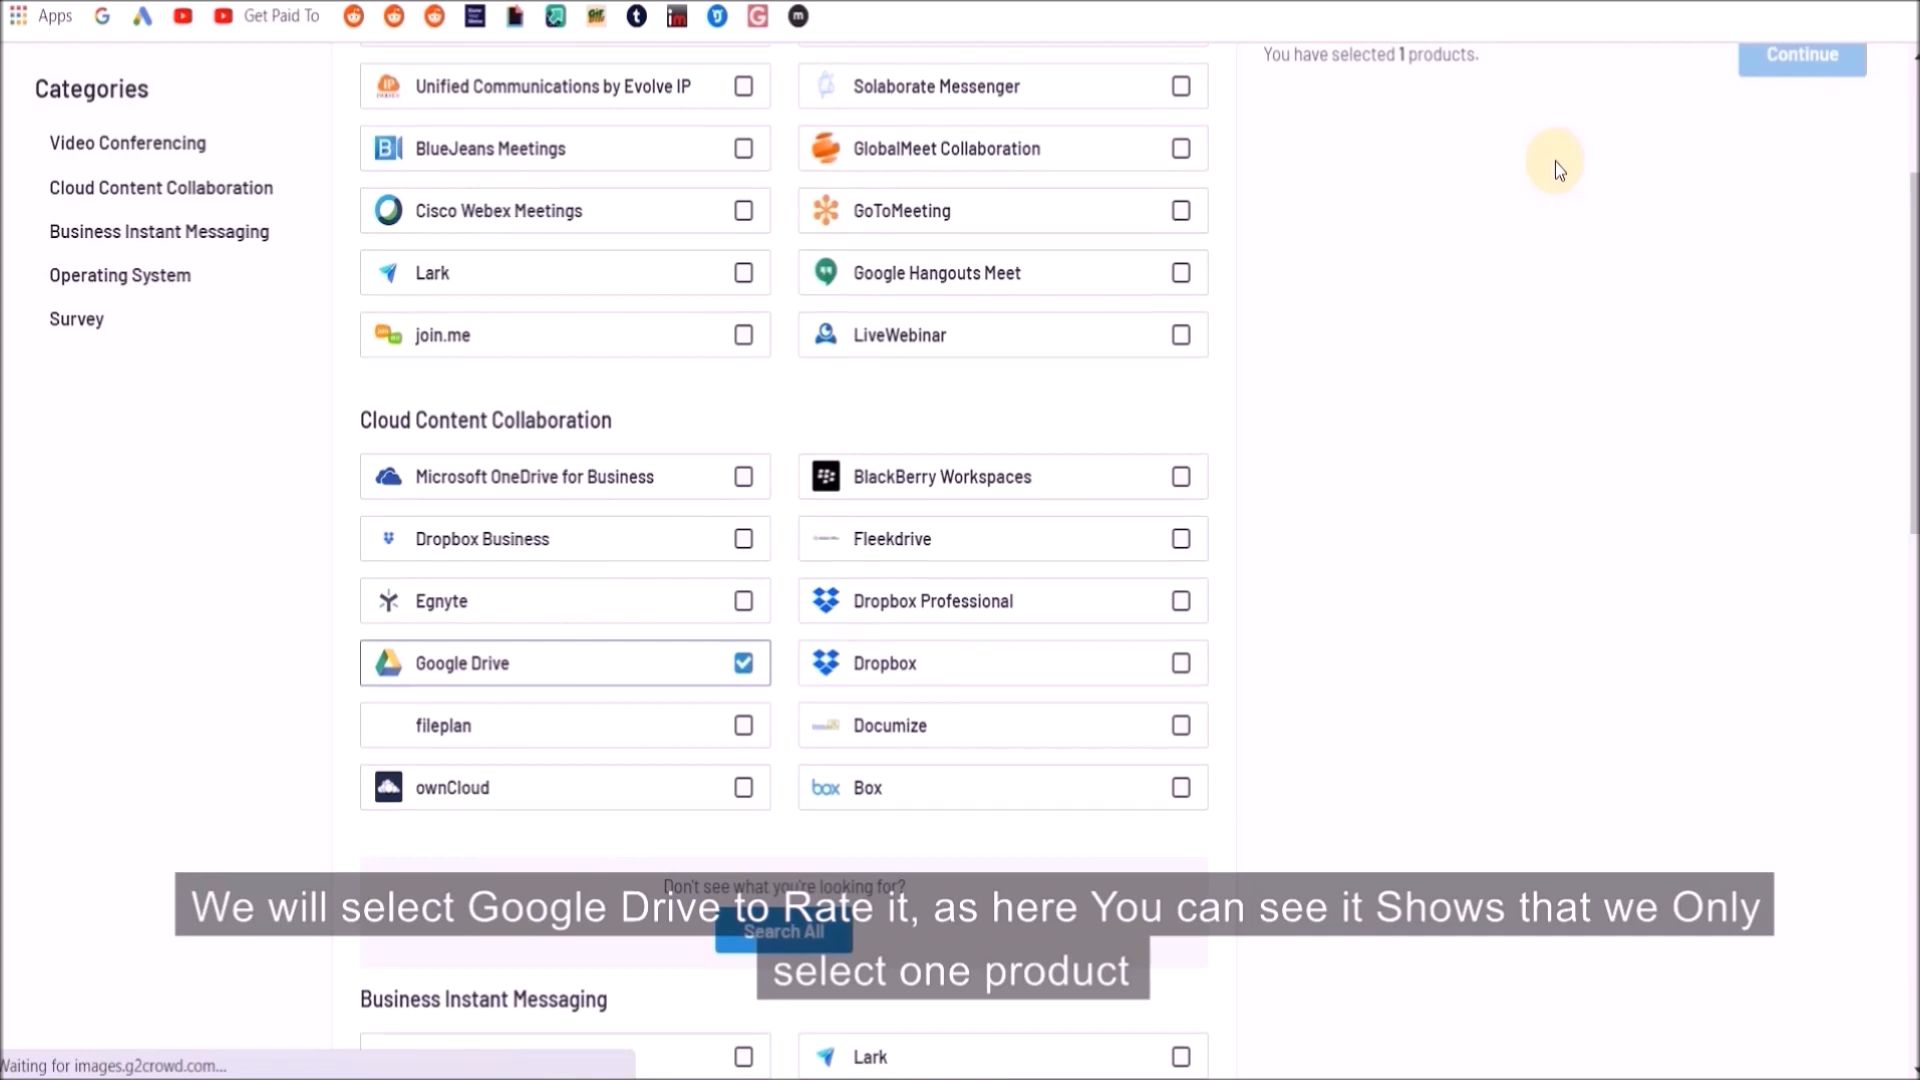 Apps
Get Paid To
Categories
Video Conferencing
Cloud Content Collaboration
Business Instant Messaging
Operating System
Survey
Unified Communications by Evolve IP
Solaborate Messenger
BlueJeans Meetings
GlobalMeet Collaboration
Cisco Webex Meetings
GoToMeeting
Lark
Google Hangouts Meet
join.me
LiveWebinar
Cloud Content Collaboration
Microsoft OneDrive for Business
BlackBerry Workspaces
Dropbox Business
Fleekdrive
Egnyte
Dropbox Professional
Google Drive
Dropbox
fileplan
Documize
ownCloud
box Box
Don't see what you're looking for?
Search All
Business Instant Messaging
Lark
You have selected 1 products.
Continue
We will select Google Drive to Rate it, as here You can see it Shows that we Only
select one product
Waiting for images.g2crowd.com...